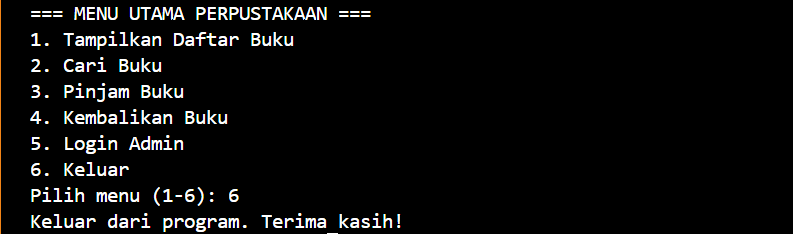 === MENU UTAMA PERPUSTAKAAN ===
1. Tampilkan Daftar Buku
2. Cari Buku
3. Pinjam Buku
4. Kembalikan Buku
5. Login Admin
6. Keluar
Pilih menu (1-6): 6
Keluar dari program. Terima kasih!